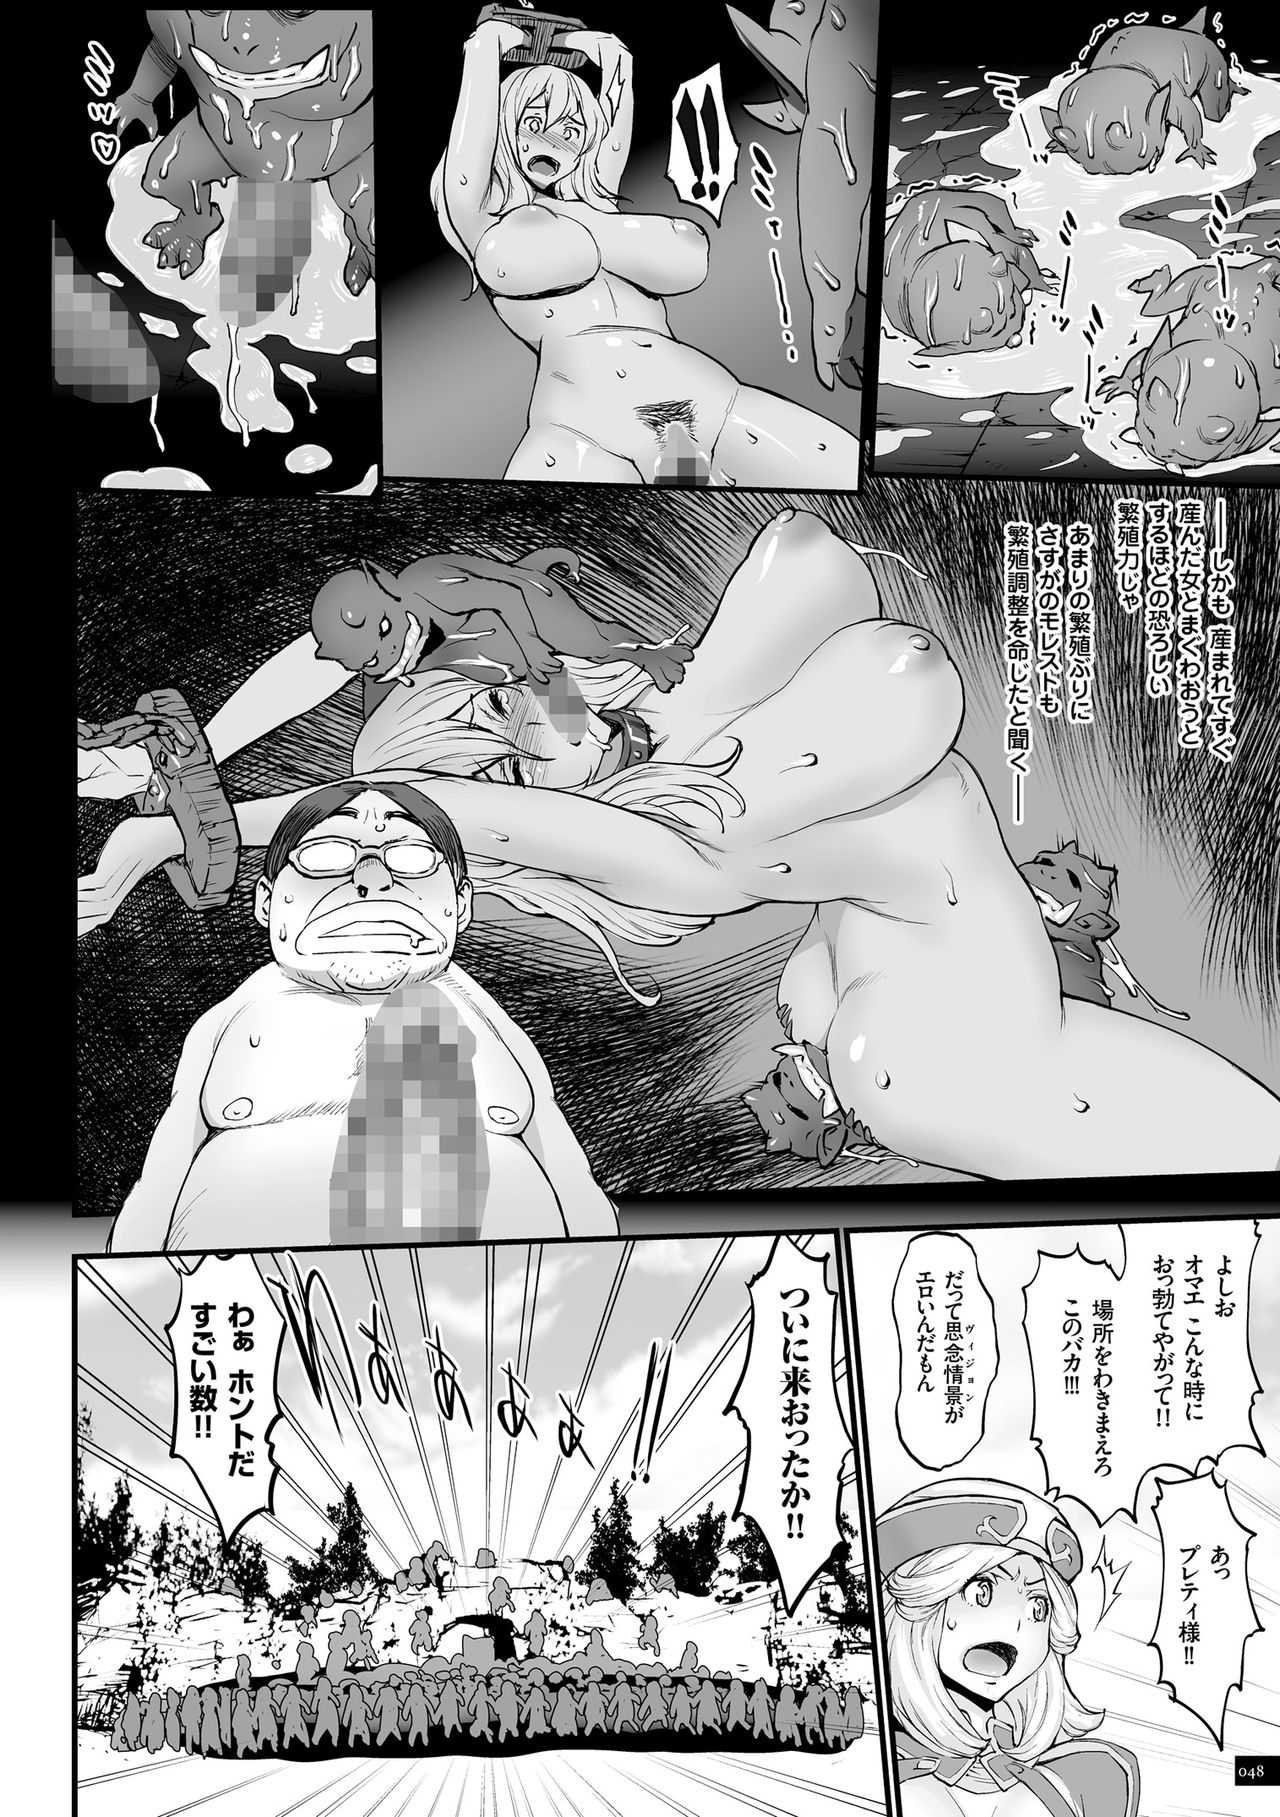 !!
――しかも 産まれてすぐ
産んだ女とまぐわおうと
するほどの恐ろしい
繁殖力じゃ
あまりの繁殖ぶりに
さすがのモレストも
繁殖調整を命じたと聞く――
よしお
オマエ こんな時に
おっ勃てやがって!!
場所をわきまえろ
このバカ!!!
だって思念情景が
ヴィジョン
エロいんだもん
あっ
プレティ様!!
ついに来おったか!!
わぁ ホントだ
すごい数!!
048